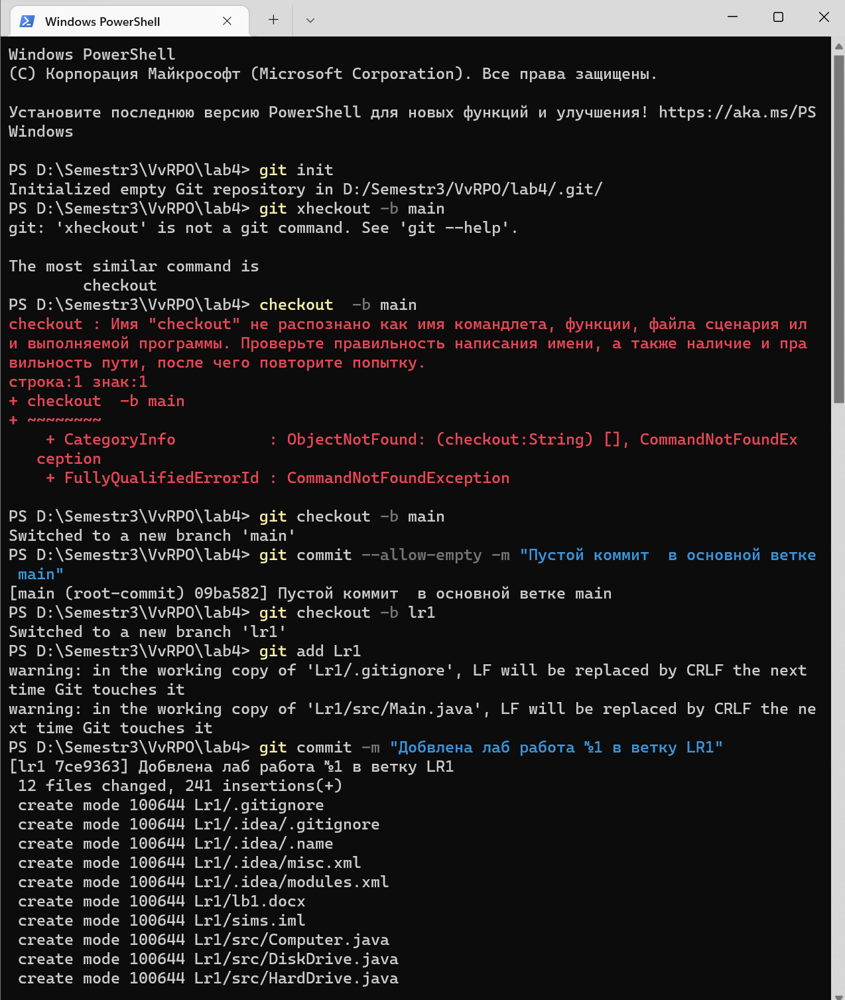 Windows PowerShell
Windows PowerShell
(C) Корпорация Майкрософт (Microsoft Corporation). Все права защищены.
Установите последнюю версию PowerShell для новых функций и улучшения! https://aka.ms/PS
Windows
PS D:\Semestr3\VvRPO\lab4> git init
Initialized empty Git repository in D:/Semestr3/VvRPO/lab4/.git/
PS D:\Semestr3\VvRPO\lab4> git xheckout -b main
git: 'xheckout' is not a git command. See 'git --help'.
The most similar command is
        checkout
PS D:\Semestr3\VvRPO\lab4> checkout  -b main
checkout : Имя "checkout" не распознано как имя командлета, функции, файла сценария ил
и выполняемой программы. Проверьте правильность написания имени, а также наличие и пра
вильность пути, после чего повторите попытку.
строка:1 знак:1
+ checkout  -b main
+ ~~~~~~~~
    + CategoryInfo          : ObjectNotFound: (checkout:String) [], CommandNotFoundEx
   ception
    + FullyQualifiedErrorId : CommandNotFoundException
PS D:\Semestr3\VvRPO\lab4> git checkout -b main
Switched to a new branch 'main'
PS D:\Semestr3\VvRPO\lab4> git commit --allow-empty -m "Пустой коммит  в основной ветке
 main"
[main (root-commit) 09ba582] Пустой коммит  в основной ветке main
PS D:\Semestr3\VvRPO\lab4> git checkout -b lr1
Switched to a new branch 'lr1'
PS D:\Semestr3\VvRPO\lab4> git add Lr1
warning: in the working copy of 'Lr1/.gitignore', LF will be replaced by CRLF the next
time Git touches it
warning: in the working copy of 'Lr1/src/Main.java', LF will be replaced by CRLF the ne
xt time Git touches it
PS D:\Semestr3\VvRPO\lab4> git commit -m "Добвлена лаб работа №1 в ветку LR1"
[lr1 7ce9363] Добвлена лаб работа №1 в ветку LR1
 12 files changed, 241 insertions(+)
 create mode 100644 Lr1/.gitignore
 create mode 100644 Lr1/.idea/.gitignore
 create mode 100644 Lr1/.idea/.name
 create mode 100644 Lr1/.idea/misc.xml
 create mode 100644 Lr1/.idea/modules.xml
 create mode 100644 Lr1/lb1.docx
 create mode 100644 Lr1/sims.iml
 create mode 100644 Lr1/src/Computer.java
 create mode 100644 Lr1/src/DiskDrive.java
 create mode 100644 Lr1/src/HardDrive.java